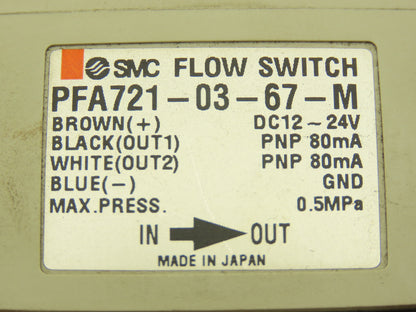 SMC FLOW SWITCH
PFA721-03-67-M
BROWN(+) DC12~24V
BLACK(OUT1) PNP 80mA
WHITE(OUT2) PNP 80mA
BLUE(-) GND
MAX.PRESS. 0.5MPa
IN OUT
MADE IN JAPAN